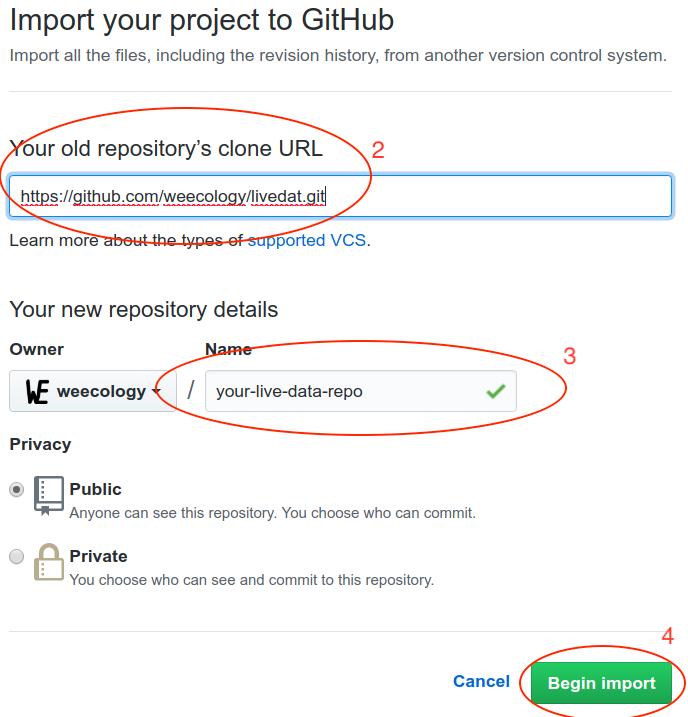 Import your project to GitHub
Import all the files, including the revision history, from another version control system.
Your old repository's clone URL 2
https://github.com/weecology/livedat.git
Learn more about the types of supported VCS.
Your new repository details
Owner Name 3
WE weecology / your-live-data-repo
Privacy
Public
Anyone can see this repository. You choose who can commit.
Private
You choose who can see and commit to this repository.
4
Cancel Begin import